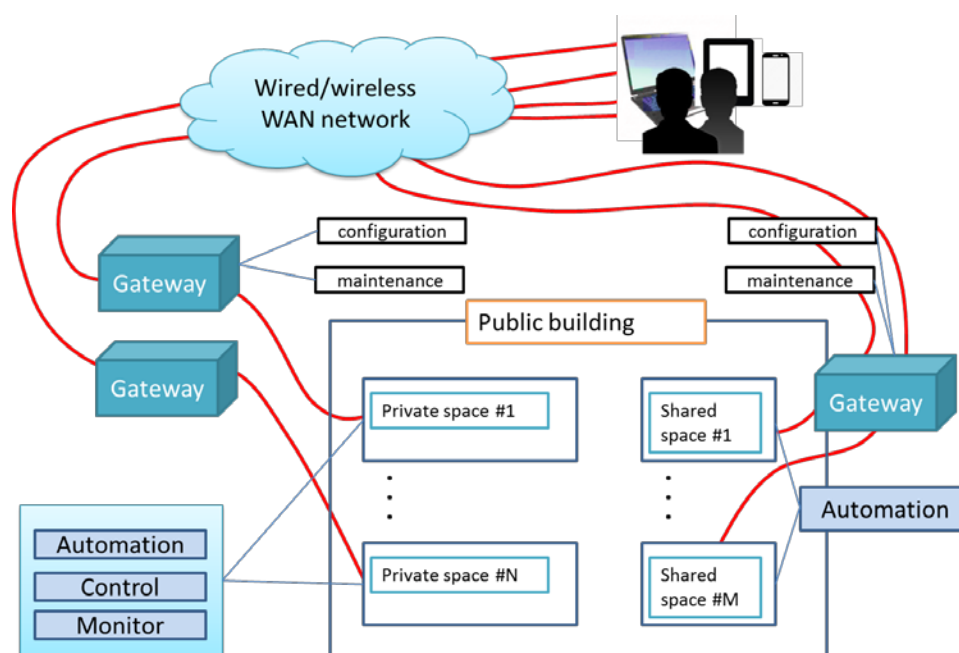 Wired/wireless
WAN network
configuration
maintenance
configuration
maintenance
Gateway
Gateway
Gateway
Public building
Private space #1
Shared
space #1
Private space #N
Shared
space #M
Automation
Control
Monitor
Automation